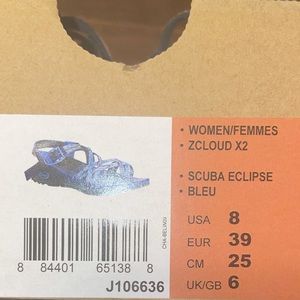 • WOMEN/FEMMES
• ZCLOUD X2
• SCUBA ECLIPSE
• BLEU
USA 8
EUR 39
CM 25
UK/GB 6
8 84401 65138 8
J106636